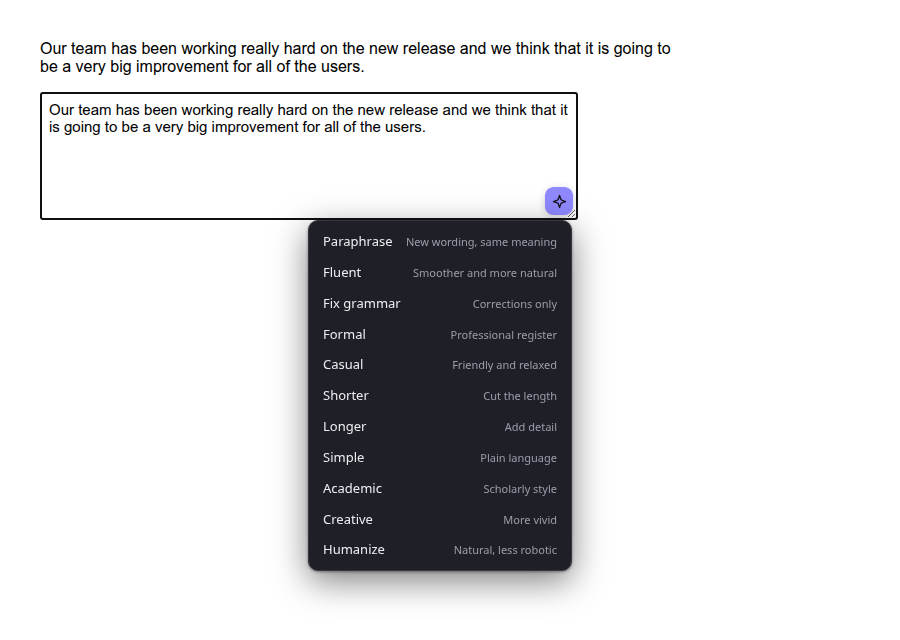 Our team has been working really hard on the new release and we think that it is going to
be a very big improvement for all of the users.
Our team has been working really hard on the new release and we think that it
is going to be a very big improvement for all of the users.
Paraphrase New wording, same meaning
Fluent Smoother and more natural
Fix grammar Corrections only
Formal Professional register
Casual Friendly and relaxed
Shorter Cut the length
Longer Add detail
Simple Plain language
Academic Scholarly style
Creative More vivid
Humanize Natural, less robotic